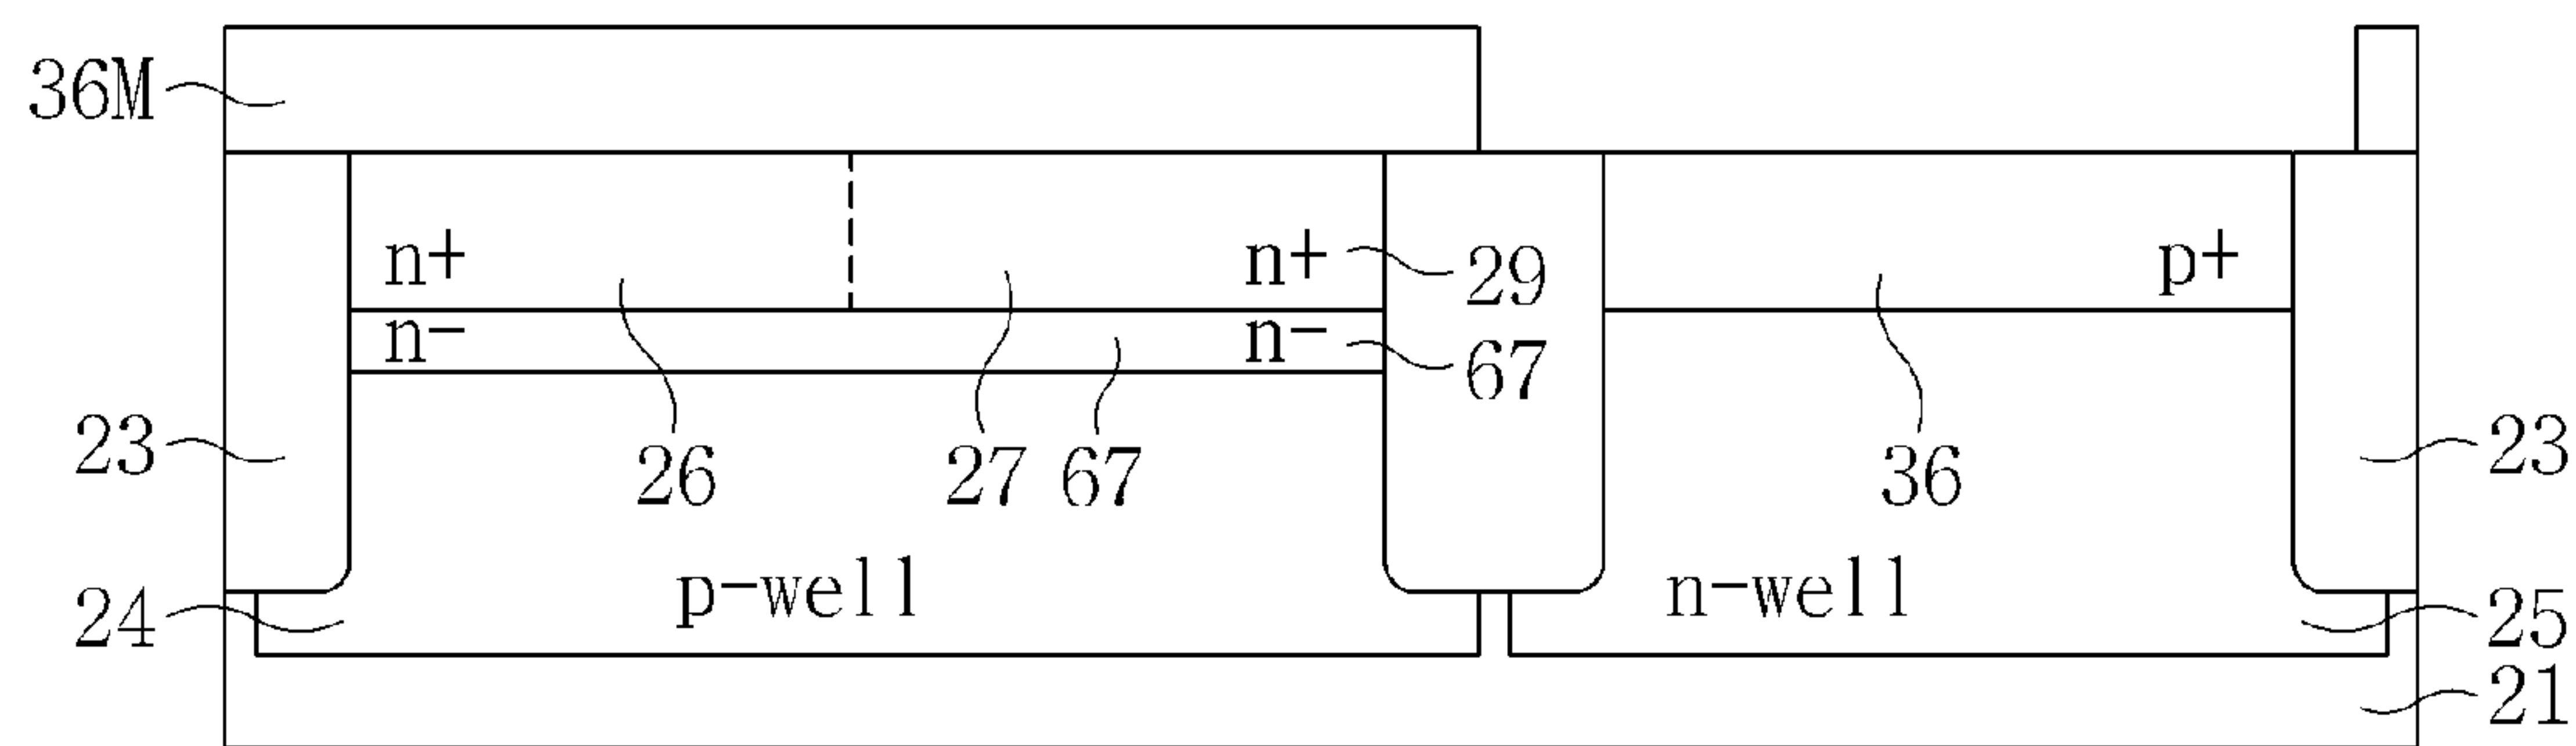 36M
n+ n+ 29 p+
n- n- 67
23 26 27 67 36 23
24 p-well n-well 25
21